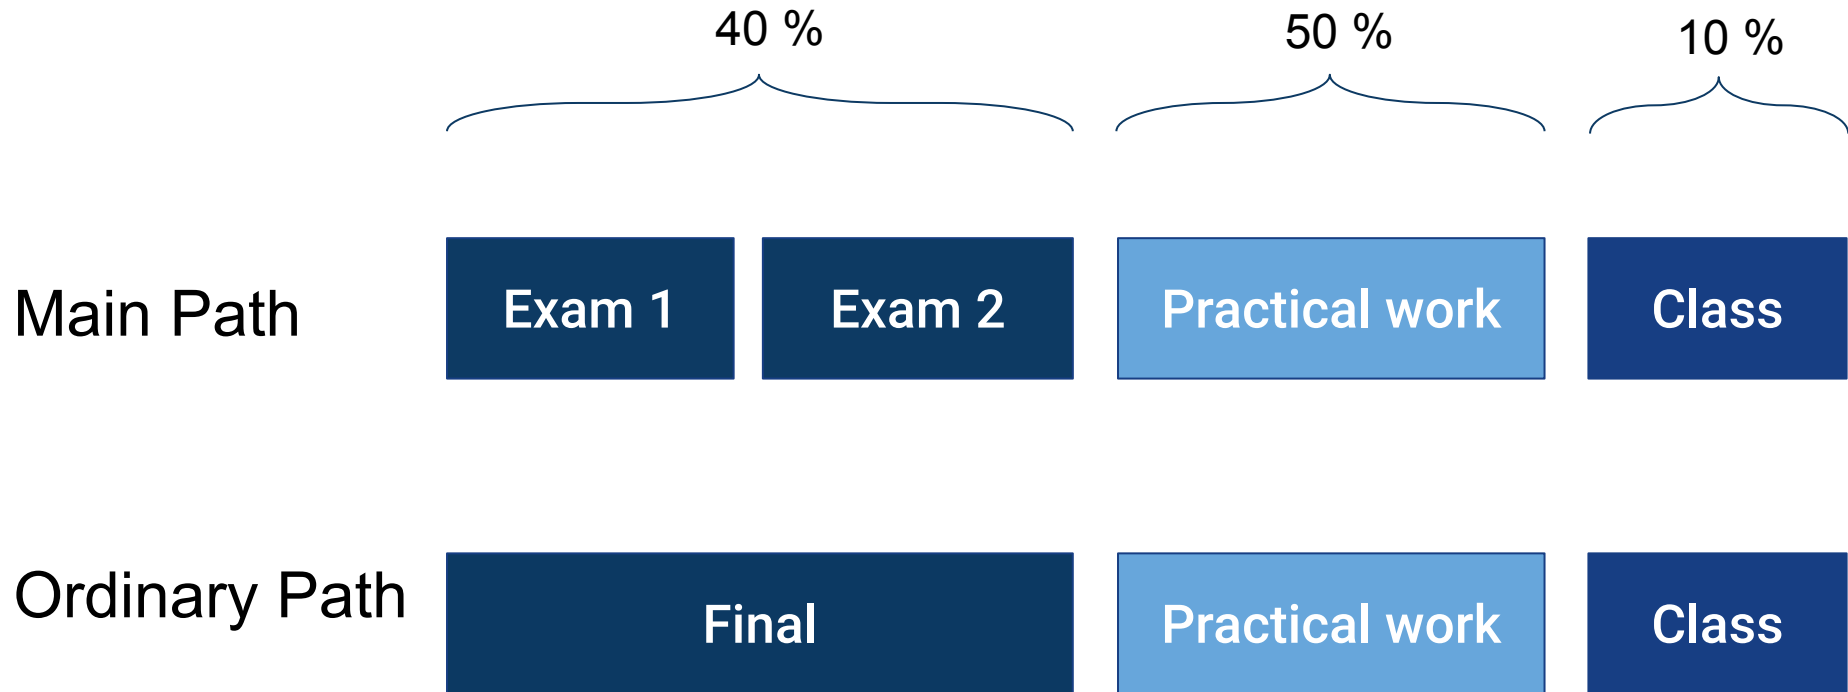 40 %
50 %
10 %
Main Path
Exam 1
Exam 2
Practical work
Class
Ordinary Path
Final
Practical work
Class